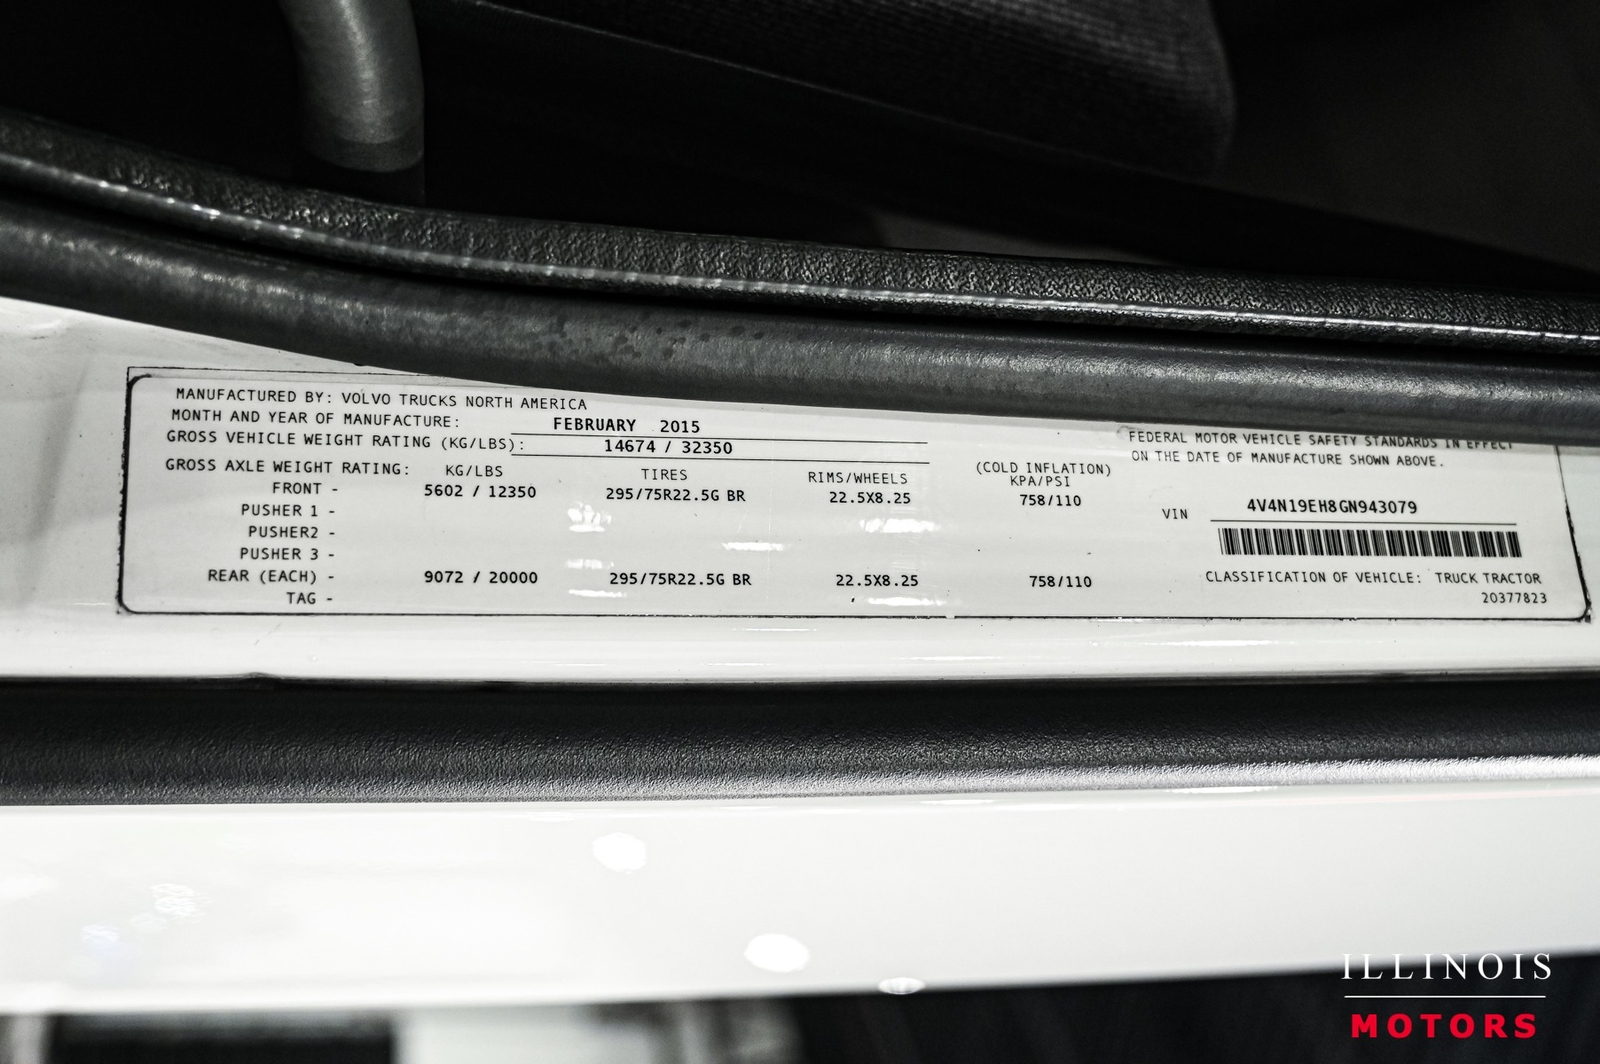 MANUFACTURED BY: VOLVO TRUCKS NORTH AMERICA
MONTH AND YEAR OF MANUFACTURE: FEBRUARY 2015
GROSS VEHICLE WEIGHT RATING (KG/LBS): 14674 / 32350
GROSS AXLE WEIGHT RATING: KG/LBS TIRES RIMS/WHEELS (COLD INFLATION) KPA/PSI
FRONT - 5602 / 12350 295/75R22.5G BR 22.5X8.25 758/110
PUSHER 1 -
PUSHER2 -
PUSHER 3 -
REAR (EACH) - 9072 / 20000 295/75R22.5G BR 22.5X8.25 758/110
TAG -
FEDERAL MOTOR VEHICLE SAFETY STANDARDS IN EFFECT
ON THE DATE OF MANUFACTURE SHOWN ABOVE.
VIN 4V4N19EH8GN943079
CLASSIFICATION OF VEHICLE: TRUCK TRACTOR
20377823
ILLINOIS
MOTORS